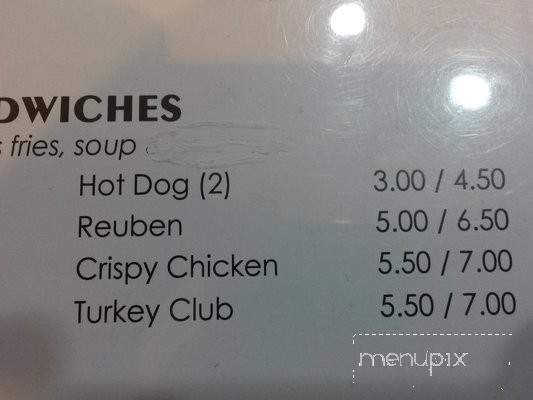 DWICHES
s fries, soup
Hot Dog (2) 3.00 / 4.50
Reuben 5.00 / 6.50
Crispy Chicken 5.50 / 7.00
Turkey Club 5.50 / 7.00
menupix